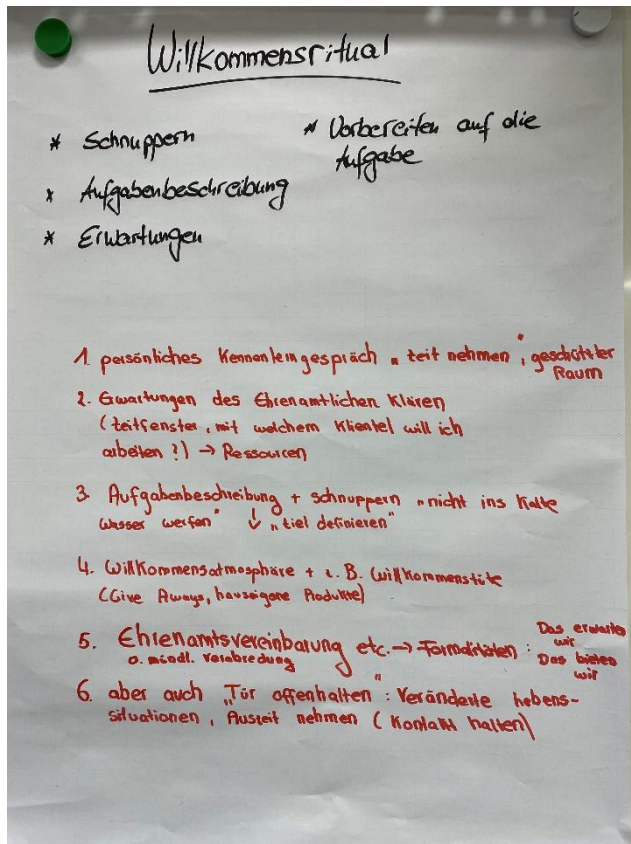 Willkommensritual
* Schnuppern
* Aufgabenbeschreibung
* Erwartungen
* Vorbereiten auf die
Aufgabe
1. persönliches Kennenlerngespräch „Zeit nehmen", geschützter
Raum
2. Erwartungen des Ehrenamtlichen klären
(Zeitfenster, mit welchem Klientel will ich
arbeiten?) → Ressourcen
3. Aufgabenbeschreibung + schnuppern „nicht ins kalte
Wasser werfen" ↓ „Ziel definieren"
4. Willkommensatmosphäre + z.B. Willkommenstüte
(Give Aways, hauseigene Produkte)
5. Ehrenamtsvereinbarung etc. → Formalitäten: Das erwarten
wir
o. mündl. Verabredung Das bieten
wir
6. aber auch „Tür offenhalten": Veränderte Lebens-
situationen, Auszeit nehmen (Kontakt halten)